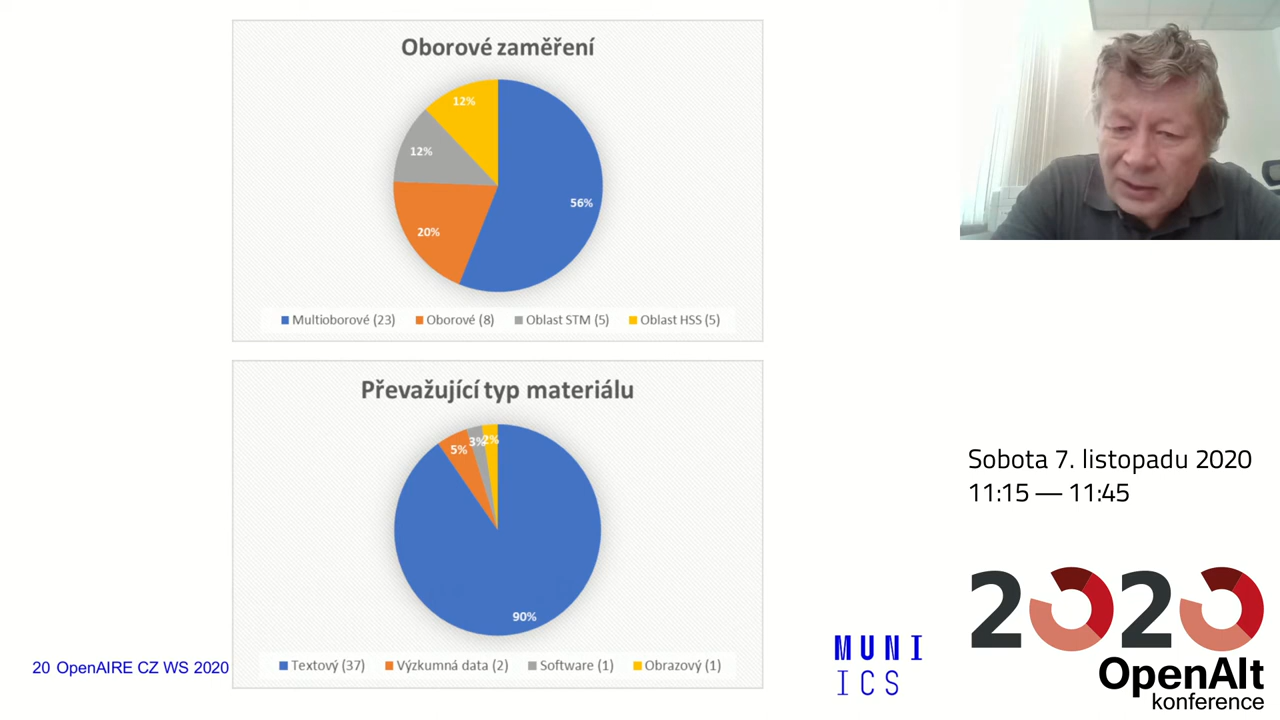 Oborové zaměření
12%
12%
56%
20%
Multioborové (23) Oborové (8) Oblast STM (5) Oblast HSS (5)
Převažující typ materiálu
5% 3% 2%
90%
Textový (37) Výzkumná data (2) Software (1) Obrazový (1)
20 OpenAIRE CZ WS 2020
MUNI
ICS
Sobota 7. listopadu 2020
11:15 — 11:45
2020
OpenAlt
konference